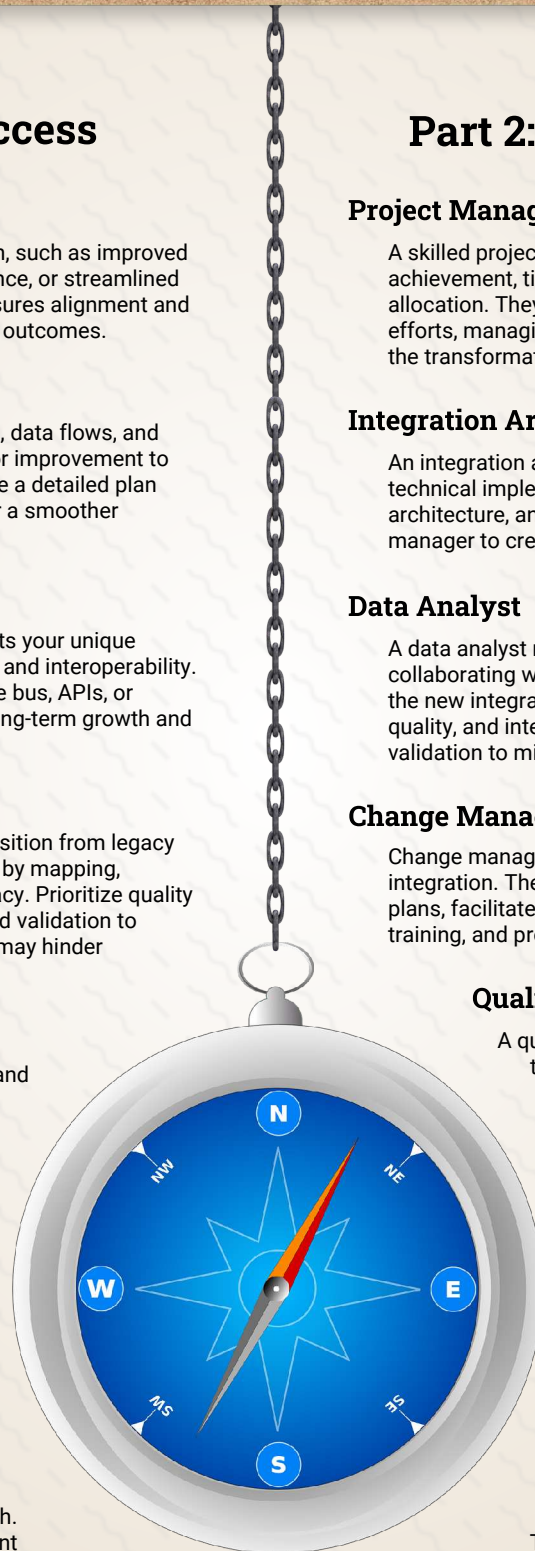 ccess
n, such as improved
nce, or streamlined
sures alignment and
outcomes.
, data flows, and
or improvement to
e a detailed plan
r a smoother
ts your unique
and interoperability.
e bus, APIs, or
ng-term growth and
sition from legacy
by mapping,
acy. Prioritize quality
d validation to
may hinder
and
h.
nt
Part 2:
Project Manag
A skilled projec
achievement, ti
allocation. They
efforts, managi
the transformat
Integration Ar
An integration a
technical imple
architecture, an
manager to cre
Data Analyst
A data analyst r
collaborating w
the new integra
quality, and inte
validation to mi
Change Mana
Change manag
integration. The
plans, facilitate
training, and pr
Quali
A qu
t
T
N
NW
NE
W
E
SW
SE
S